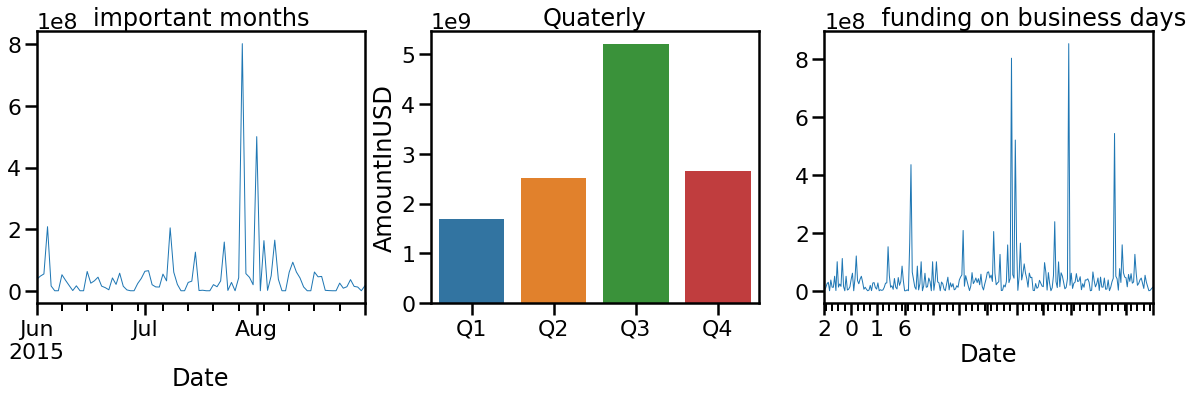 important months
1e8
8
6
4
2
0
Jun
2015
Jul
Aug
Date
Quaterly
1e9
AmountInUSD
5
4
3
2
1
0
Q1
Q2
Q3
Q4
funding on business days
1e8
8
6
4
2
0
2 0 1 6
Date